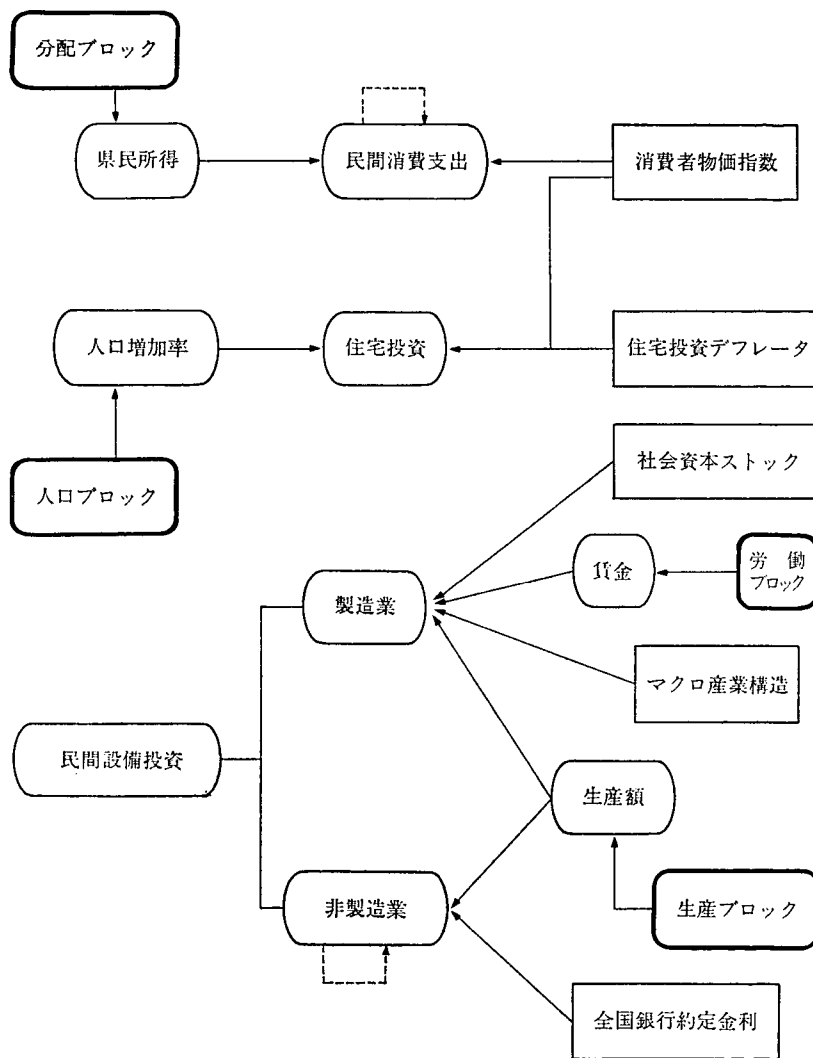 分配ブロック
県民所得
民間消費支出
消費者物価指数
人口増加率
住宅投資
住宅投資デフレータ
人口ブロック
社会資本ストック
製造業
賃金
労働
ブロック
マクロ産業構造
民間設備投資
生産額
非製造業
生産ブロック
全国銀行約定金利